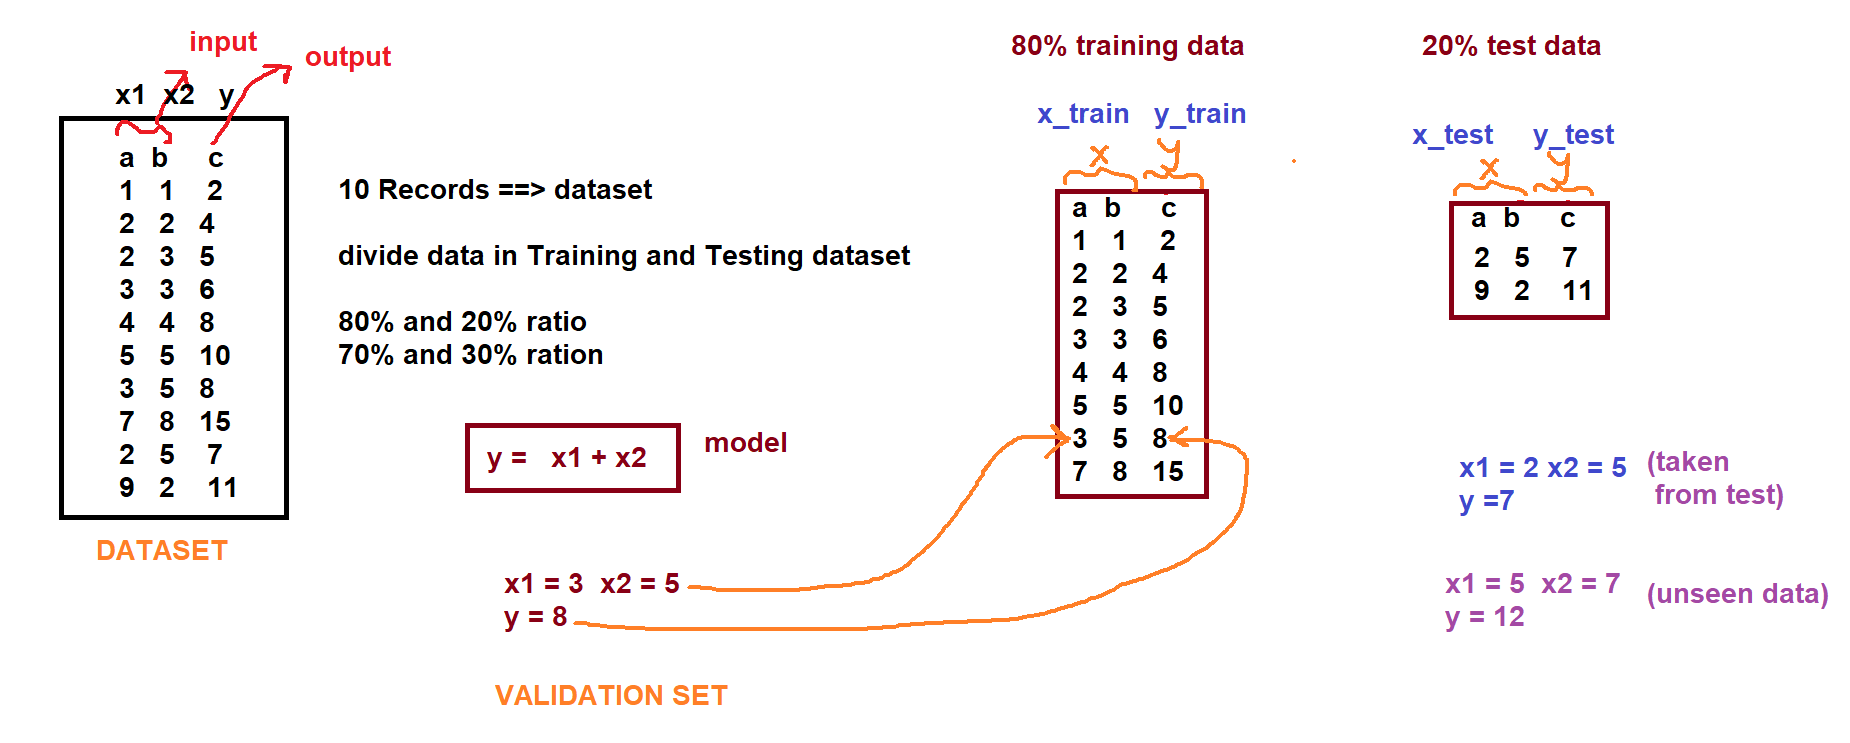 input
output
x1 x2 y
a b c
1 1 2
2 2 4
2 3 5
3 3 6
4 4 8
5 5 10
3 5 8
7 8 15
2 5 7
9 2 11
DATASET
10 Records ==> dataset
divide data in Training and Testing dataset
80% and 20% ratio
70% and 30% ration
y = x1 + x2
model
x1 = 3 x2 = 5
y = 8
VALIDATION SET
80% training data
x_train y_train
x y
a b c
1 1 2
2 2 4
2 3 5
3 3 6
4 4 8
5 5 10
3 5 8
7 8 15
20% test data
x_test y_test
x y
a b c
2 5 7
9 2 11
x1 = 2 x2 = 5 (taken
y =7 from test)
x1 = 5 x2 = 7 (unseen data)
y = 12